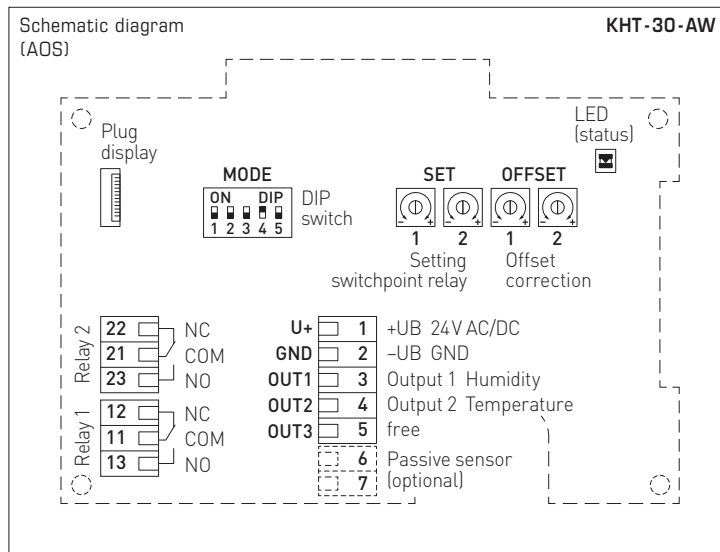 Schematic diagram
(AOS)
KHT-30-AW
Plug
display
LED
(status)
MODE
ON DIP
1 2 3 4 5
DIP
switch
SET OFFSET
- + - + - + - +
1 2 1 2
Setting
switchpoint relay
Offset
correction
Relay 2
22 NC
21 COM
23 NO
Relay 1
12 NC
11 COM
13 NO
U+ 1 +UB 24V AC/DC
GND 2 –UB GND
OUT1 3 Output 1 Humidity
OUT2 4 Output 2 Temperature
OUT3 5 free
6 Passive sensor
7 (optional)